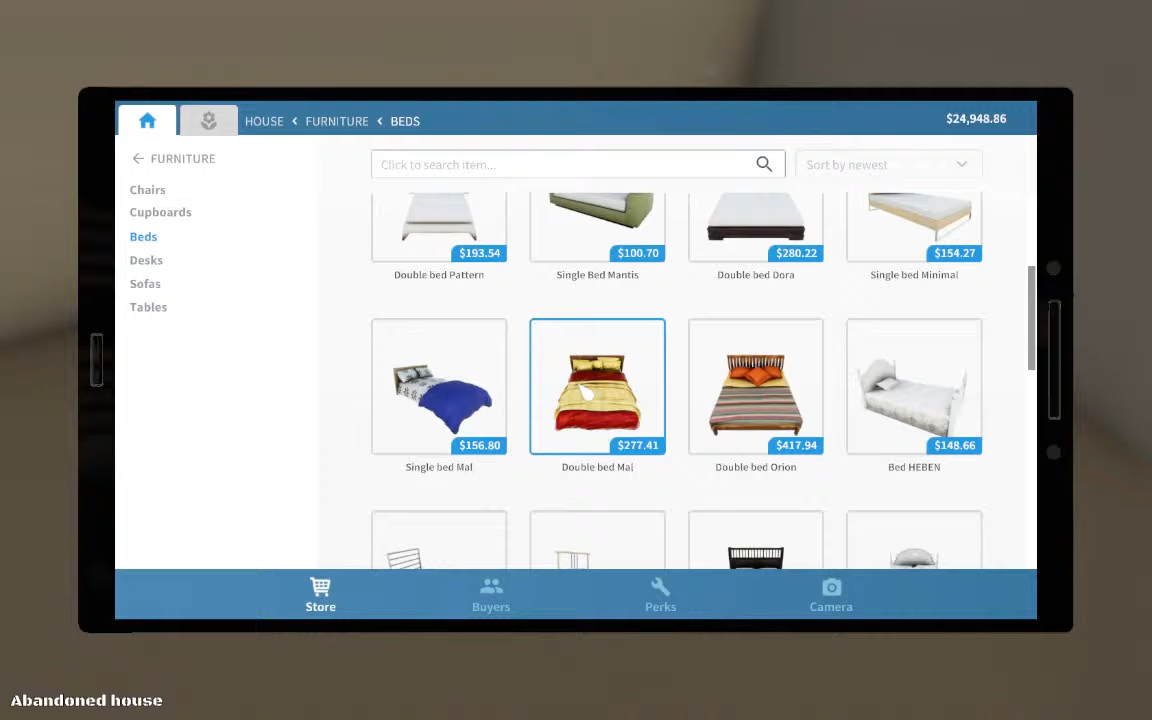 HOUSE < FURNITURE < BEDS
$24,948.86
FURNITURE
Click to search item...
Sort by newest
Chairs
Cupboards
Beds
Desks
Sofas
Tables
$193.54
$100.70
$280.22
$154.27
Double bed Pattern
Single Bed Mantis
Double bed Dora
Single bed Minimal
$156.80
$277.41
$417.94
$148.66
Single bed Mal
Double bed Mal
Double bed Orion
Bed HEBEN
Store
Buyers
Perks
Camera
Abandoned house